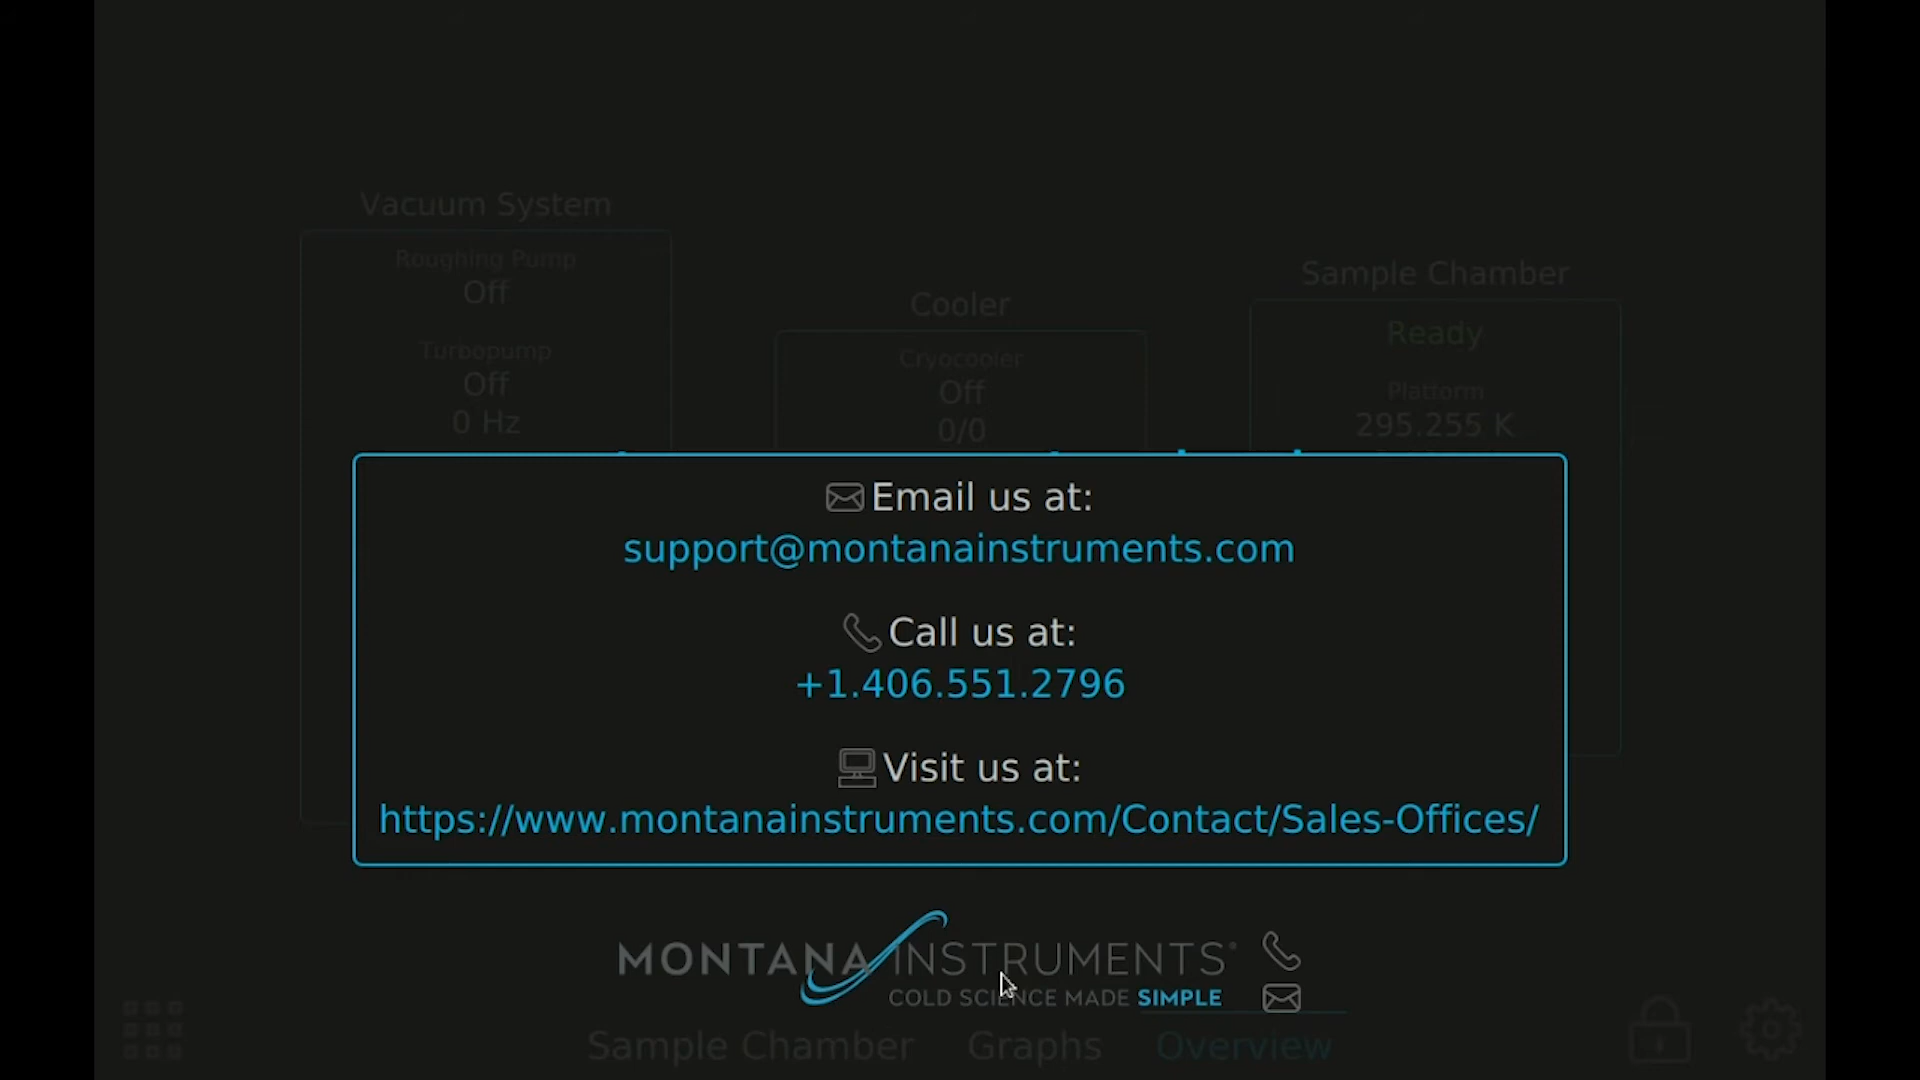 Vacuum System
Roughing Pump
Off
Turbopump
Off
0 Hz
Cooler
Cryocooler
Off
0/0
Sample Chamber
Ready
Platform
295.255 K
Email us at:
support@montanainstruments.com
Call us at:
+1.406.551.2796
Visit us at:
https://www.montanainstruments.com/Contact/Sales-Offices/
MONTANA INSTRUMENTS®
COLD SCIENCE MADE SIMPLE
Sample Chamber Graphs Overview